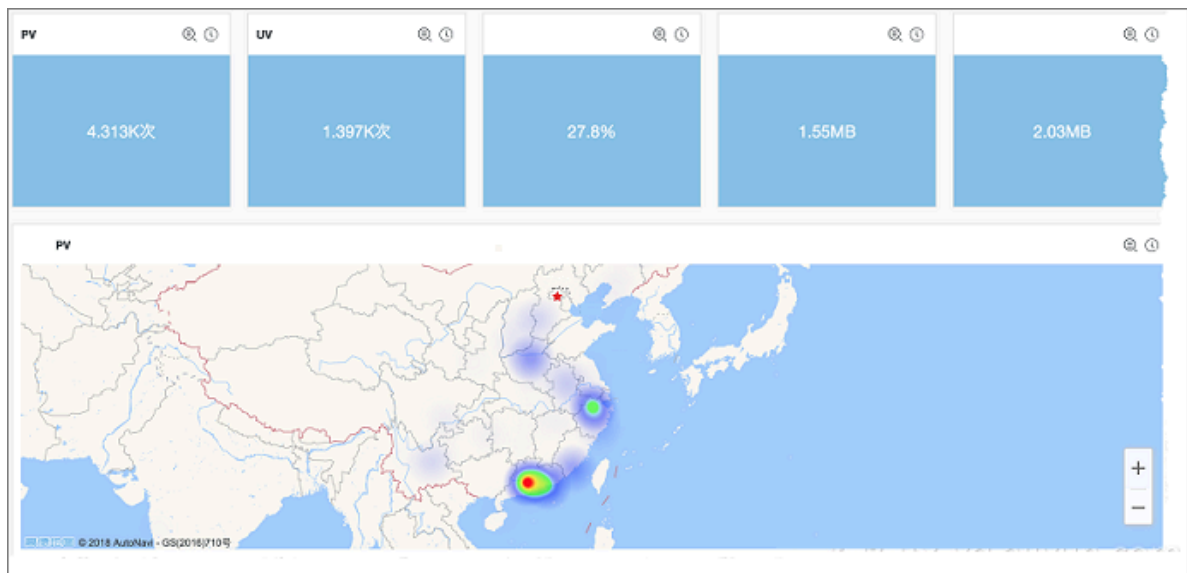 PV
UV
4.313K次
1.397K次
27.8%
1.55MB
2.03MB
PV
+
−
© 2018 AutoNavi - GS(2016)710号